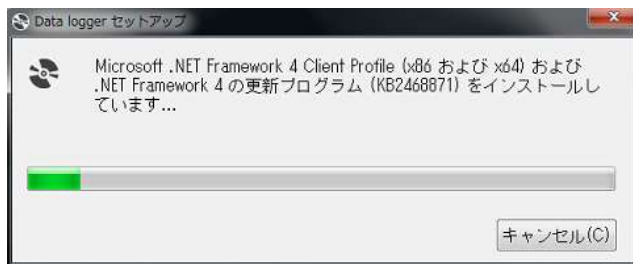 Data logger セットアップ
Microsoft .NET Framework 4 Client Profile (x86 および x64) および
.NET Framework 4 の更新プログラム (KB2468871) をインストールし
ています...
キャンセル(C)